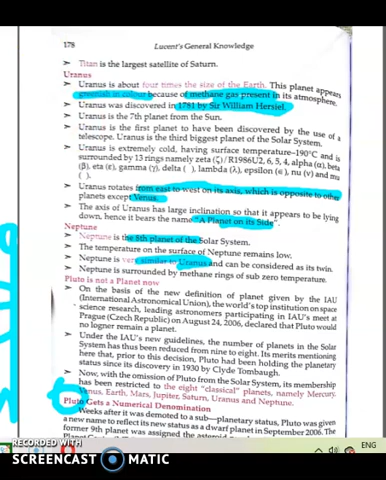 178
Lucent's General Knowledge
➤ Titan is the largest satellite of Saturn.
Uranus
➤ Uranus is about four times the size of the Earth. This planet appears
greenish in colour because of methane gas present in its atmosphere.
➤ Uranus was discovered in 1781 by Sir William Hersiel.
➤ Uranus is the 7th planet from the Sun.
➤ Uranus is the first planet to have been discovered by the use of a
telescope. Uranus is the third biggest planet of the Solar System.
➤ Uranus is extremely cold, having surface temperature–190°C and is
surrounded by 13 rings namely zeta (ζ) /R1986U2, 6, 5, 4, alpha (α), beta
(β), eta (ε), gamma (γ), delta ( ), lambda (λ), epsilon (ε), nu (ν) and mu
( ).
➤ Uranus rotates from east to west on its axis, which is opposite to other
planets except Venus.
➤ The axis of Uranus has large inclination so that it appears to be lying
down, hence it bears the name "A Planet on its Side".
Neptune
➤ Neptune is the 8th planet of the Solar System.
➤ The temperature on the surface of Neptune remains low.
➤ Neptune is very similar to Uranus and can be considered as its twin.
➤ Neptune is surrounded by methane rings of sub zero temperature.
Pluto is not a Planet now
➤ On the basis of the new definition of planet given by the IAU
(International Astronomical Union), the world's top institution on space
science research, leading astronomers participating in IAU's meet at
Prague (Czech Republic) on August 24, 2006, declared that Pluto would
no logner remain a planet.
➤ Under the IAU's new guidelines, the number of planets in the Solar
System has thus been reduced from nine to eight. Its merits mentioning
here that, prior to this decision, Pluto had been holding the planetary
status since its discovery in 1930 by Clyde Tombaugh.
➤ Now, with the omission of Pluto from the Solar System, its membership
has been restricted to the eight "classical" planets, namely Mercury,
Venus, Earth, Mars, Jupiter, Saturn, Uranus and Neptune.
Pluto Gets a Numerical Denomination
Weeks after it was demoted to a sub-planetary status, Pluto was given
a new name to reflect its new status as a dwarf planet in September 2006. The
former 9th planet was assigned the asteroid
RECORDED WITH
SCREENCAST MATIC
ENG